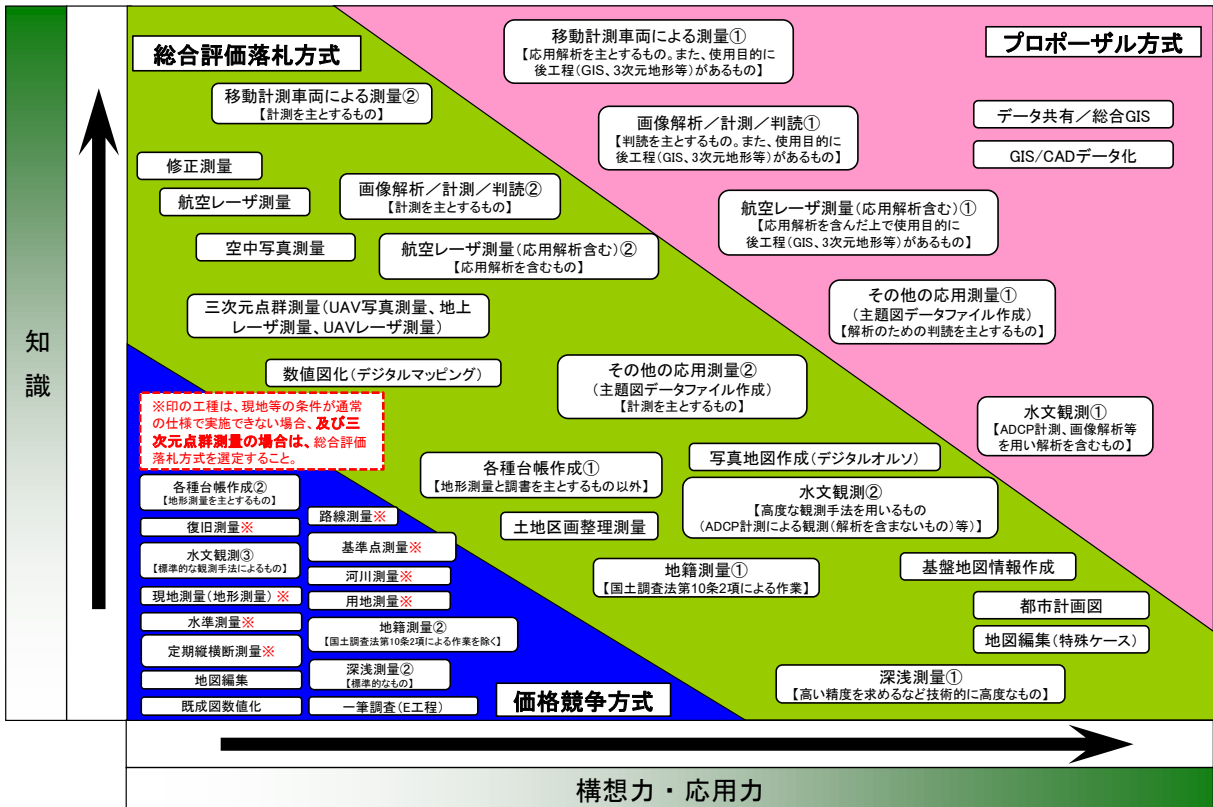 総合評価落札方式
プロポーザル方式
移動計測車両による測量①
【応用解析を主とするもの。また、使用目的に
後工程(GIS、3次元地形等)があるもの】
移動計測車両による測量②
【計測を主とするもの】
画像解析／計測／判読①
【判読を主とするもの。また、使用目的に
後工程(GIS、3次元地形等)があるもの】
データ共有／総合GIS
GIS/CADデータ化
修正測量
画像解析／計測／判読②
【計測を主とするもの】
航空レーザ測量
航空レーザ測量(応用解析含む)①
【応用解析を含んだ上で使用目的に
後工程(GIS、3次元地形等)があるもの】
空中写真測量
航空レーザ測量(応用解析含む)②
【応用解析を含むもの】
三次元点群測量(UAV写真測量、地上
レーザ測量、UAVレーザ測量)
その他の応用測量①
(主題図データファイル作成)
【解析のための判読を主とするもの】
知識
数値図化(デジタルマッピング)
その他の応用測量②
(主題図データファイル作成)
【計測を主とするもの】
※印の工種は、現地等の条件が通常
の仕様で実施できない場合、及び三
次元点群測量の場合は、総合評価
落札方式を選定すること。
水文観測①
【ADCP計測、画像解析等
を用い解析を含むもの】
各種台帳作成①
【地形測量と調書を主とするもの以外】
写真地図作成(デジタルオルソ)
各種台帳作成②
【地形測量を主とするもの】
水文観測②
【高度な観測手法を用いるもの
(ADCP計測による観測(解析を含まないもの)等)】
路線測量※
復旧測量※
土地区画整理測量
基準点測量※
水文観測③
【標準的な観測手法によるもの】
地籍測量①
【国土調査法第10条2項による作業】
基盤地図情報作成
河川測量※
現地測量(地形測量)※
用地測量※
都市計画図
水準測量※
地籍測量②
【国土調査法第10条2項による作業を除く】
地図編集(特殊ケース)
定期縦横断測量※
深浅測量②
【標準的なもの】
深浅測量①
【高い精度を求めるなど技術的に高度なもの】
地図編集
既成図数値化
一筆調査(E工程)
価格競争方式
構想力・応用力